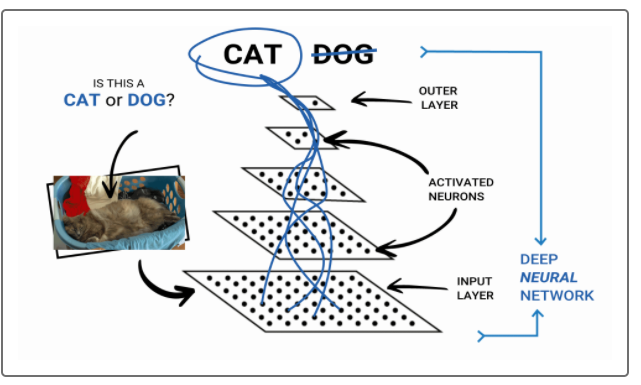 CAT DOG
IS THIS A
CAT or DOG?
OUTER
LAYER
ACTIVATED
NEURONS
INPUT
LAYER
DEEP
NEURAL
NETWORK